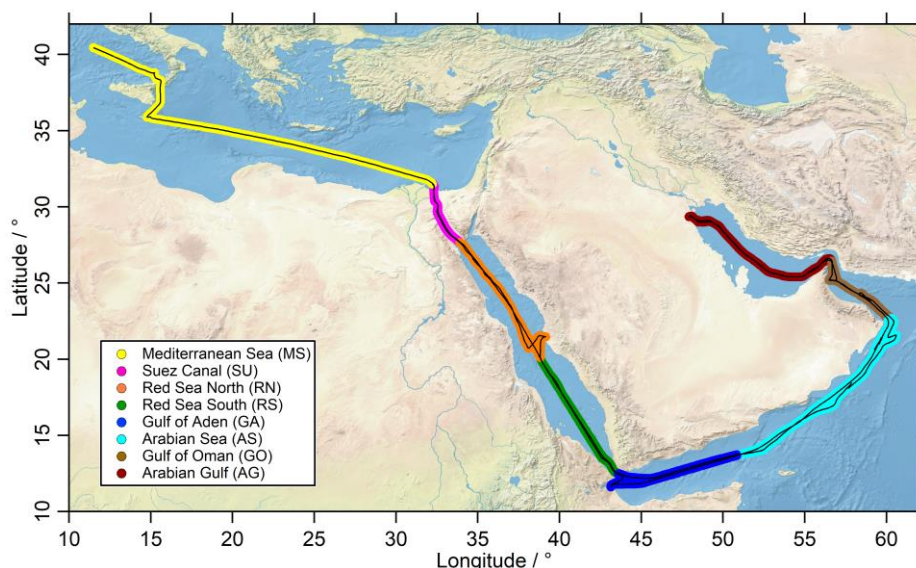 40
35
30
25
20
15
10
Latitude / °
Mediterranean Sea (MS)
Suez Canal (SU)
Red Sea North (RN)
Red Sea South (RS)
Gulf of Aden (GA)
Arabian Sea (AS)
Gulf of Oman (GO)
Arabian Gulf (AG)
10 15 20 25 30 35 40 45 50 55 60
Longitude / °